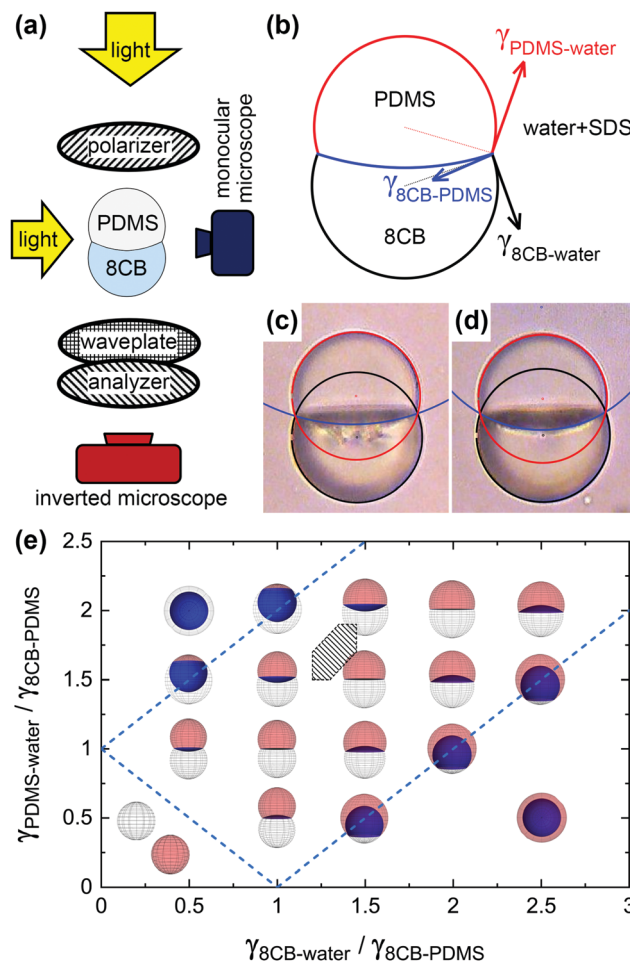 (a)
light
polarizer
monocular
microscope
PDMS
light
8CB
waveplate
analyzer
inverted microscope
(b)
γPDMS-water
PDMS
water+SDS
γ8CB-PDMS
8CB
γ8CB-water
(c)
(d)
(e)
γPDMS-water / γ8CB-PDMS
2.5
2
1.5
1
0.5
0
0.5
1
1.5
2
2.5
3
γ8CB-water / γ8CB-PDMS